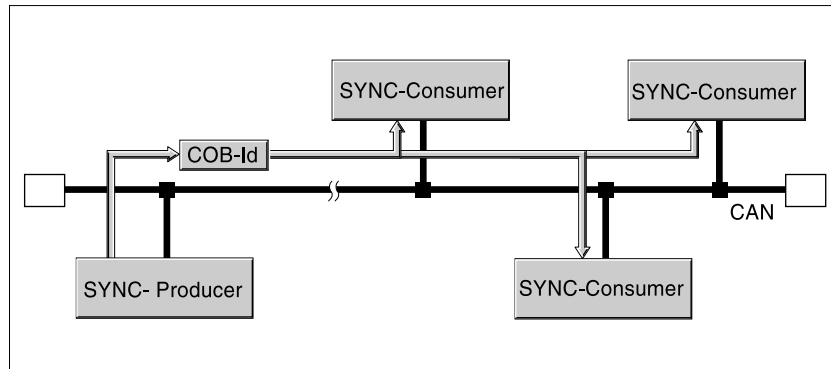 SYNC-Consumer
SYNC-Consumer
COB-Id
CAN
SYNC- Producer
SYNC-Consumer